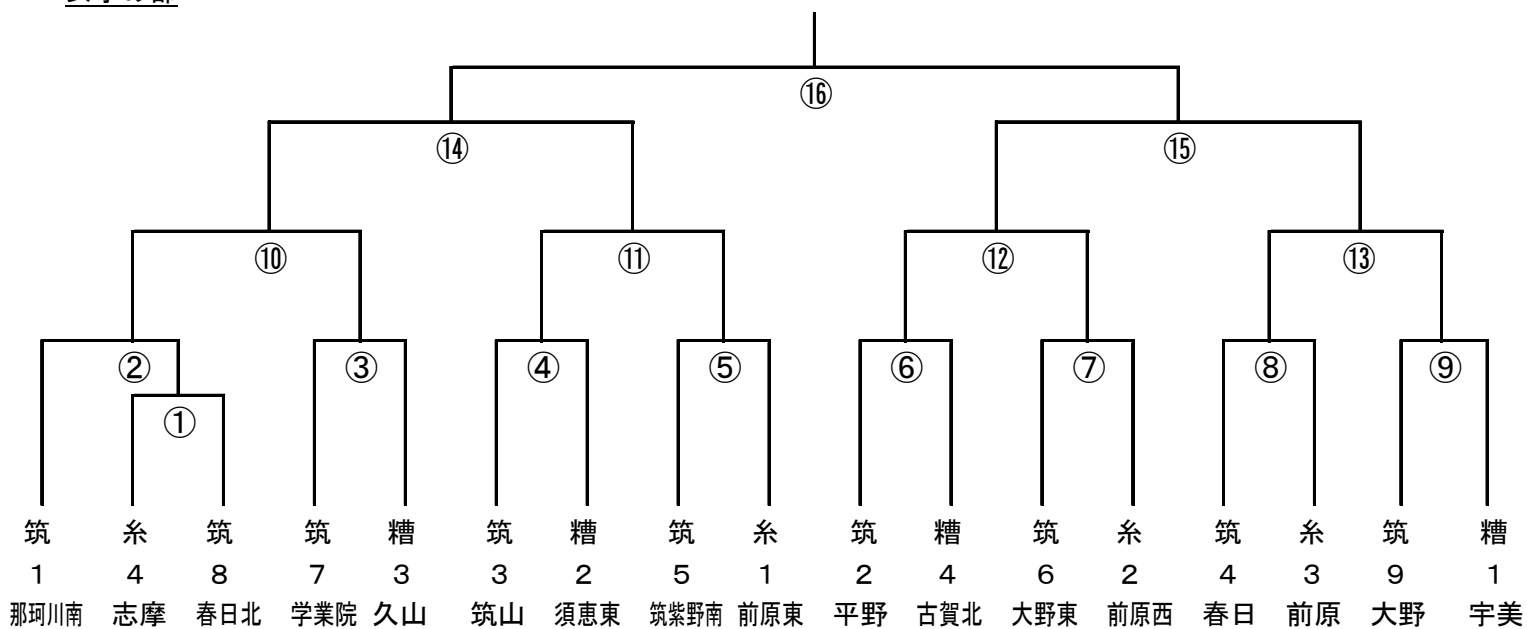 ⑯
⑭ ⑮
⑩ ⑪ ⑫ ⑬
② ③ ④ ⑤ ⑥ ⑦ ⑧ ⑨
①
筑 糸 筑 筑 糟 筑 糟 筑 糸 筑 糟 筑 糸 筑 糸 筑 糟
1 4 8 7 3 3 2 5 1 2 4 6 2 4 3 9 1
那珂川南 志摩 春日北 学業院 久山 筑山 須恵東 筑紫野南 前原東 平野 古賀北 大野東 前原西 春日 前原 大野 宇美